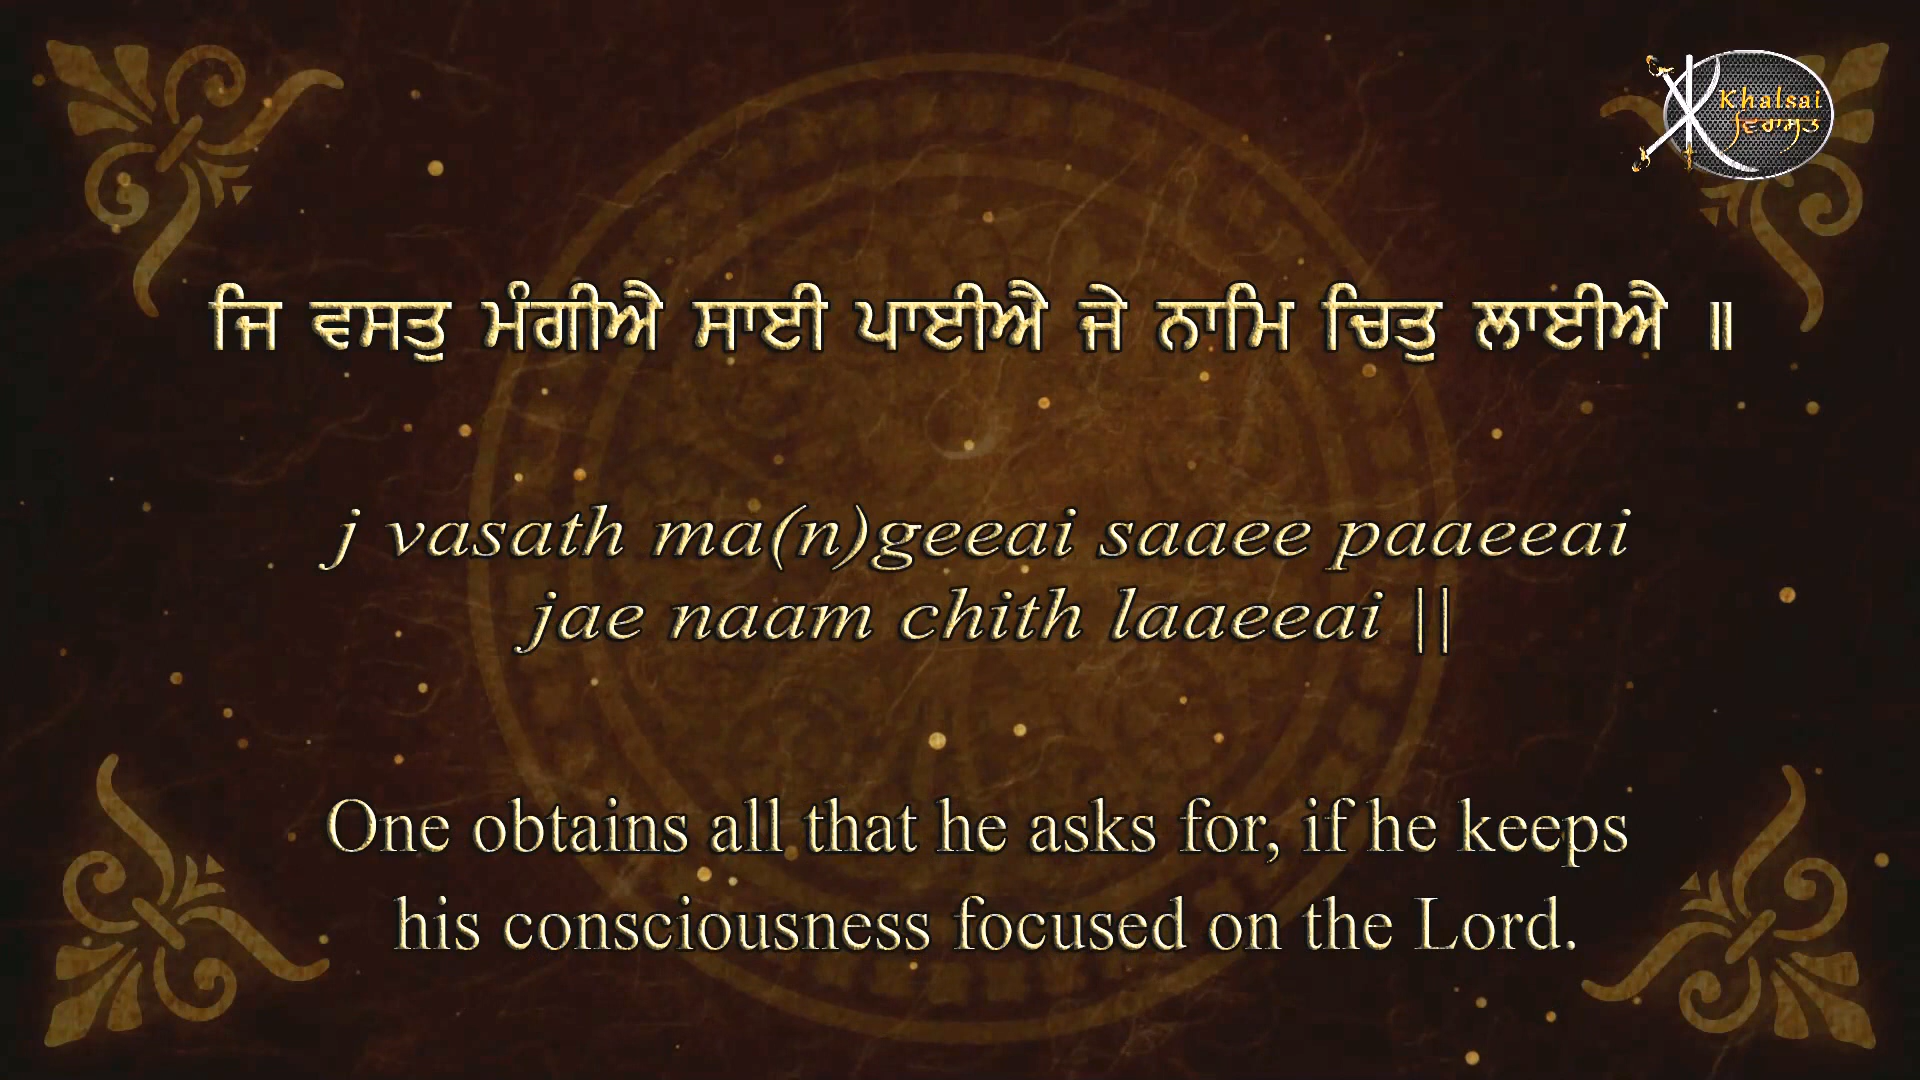 Khalsai
ਵਿਰਾਸਤ
ਜਿ ਵਸਤੁ ਮੰਗੀਐ ਸਾਈ ਪਾਈਐ ਜੇ ਨਾਮਿ ਚਿਤੁ ਲਾਈਐ ॥
j vasath ma(n)geeai saaee paaeeai
jae naam chith laaeeai ||
One obtains all that he asks for, if he keeps
his consciousness focused on the Lord.